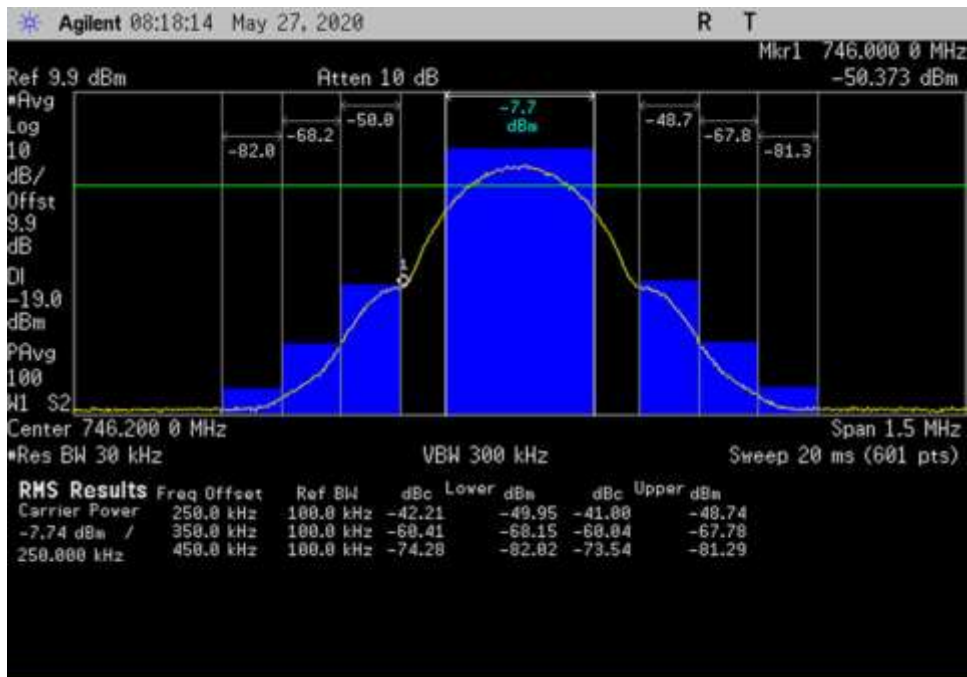 Agilent 08:18:14 May 27, 2020 R T
Mkr1 746.000 0 MHz
Ref 9.9 dBm Atten 10 dB -50.373 dBm
*Avg
Log
10
dB/
Offst
9.9
dB
DI
-19.0
dBm
PAvg
100
W1 S2
-7.7
dBm
-50.0 -48.7
-68.2 -67.8
-82.0 -81.3
1
Center 746.200 0 MHz Span 1.5 MHz
*Res BW 30 kHz VBW 300 kHz Sweep 20 ms (601 pts)
RMS Results Freq Offset Ref BW dBc Lower dBm dBc Upper dBm
Carrier Power 250.0 kHz 100.0 kHz -42.21 -49.95 -41.00 -48.74
-7.74 dBm / 350.0 kHz 100.0 kHz -60.41 -68.15 -60.04 -67.78
250.000 kHz 450.0 kHz 100.0 kHz -74.28 -82.02 -73.54 -81.29